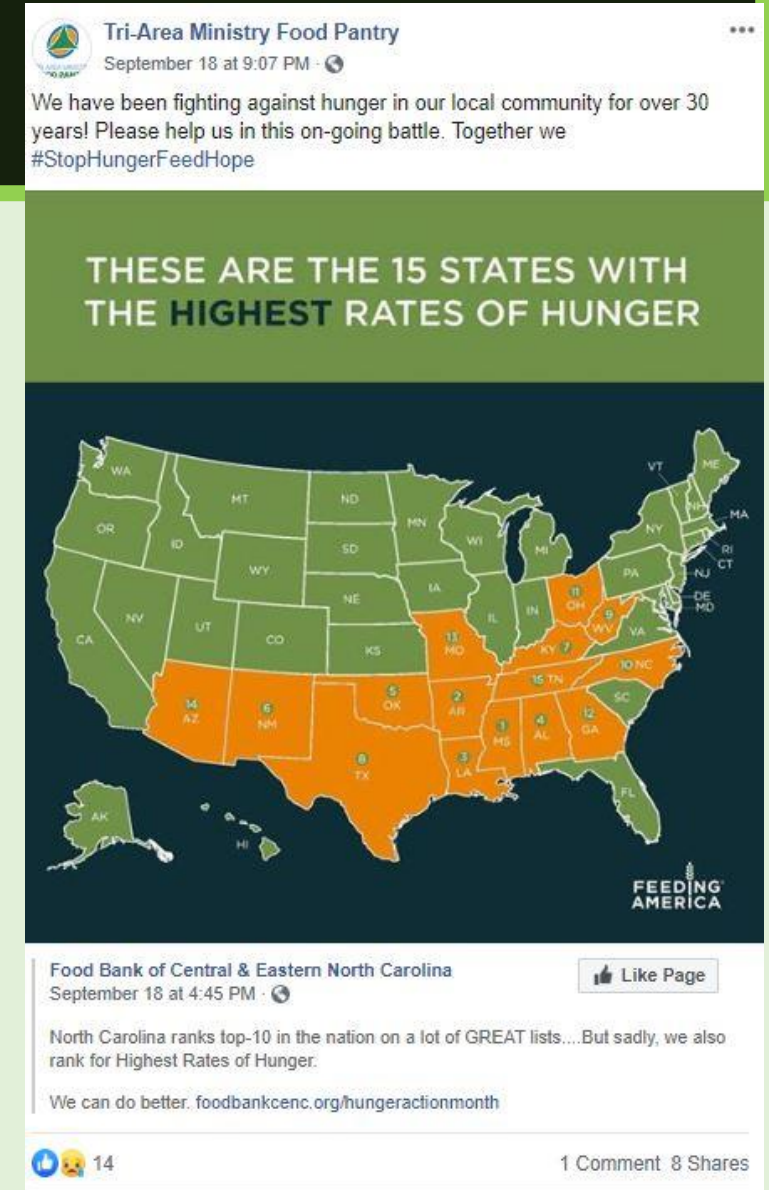 Tri-Area Ministry Food Pantry
September 18 at 9:07 PM ·
We have been fighting against hunger in our local community for over 30
years! Please help us in this on-going battle. Together we
#StopHungerFeedHope
THESE ARE THE 15 STATES WITH
THE HIGHEST RATES OF HUNGER
WA
MT
ND
MN
VT
ME
NH
MA
OR
ID
SD
WI
MI
NY
RI
CT
WY
IA
PA
NJ
NE
11
OH
DE
MD
NV
UT
CO
IL
IN
9
WV
VA
CA
KS
13
MO
KY 7
10 NC
15 TN
14
AZ
6
NM
5
OK
2
AR
SC
1
MS
4
AL
12
GA
8
TX
3
LA
FL
AK
HI
FEEDING
AMERICA
Food Bank of Central & Eastern North Carolina
Like Page
September 18 at 4:45 PM ·
North Carolina ranks top-10 in the nation on a lot of GREAT lists....But sadly, we also
rank for Highest Rates of Hunger.
We can do better. foodbankcenc.org/hungeractionmonth
14
1 Comment 8 Shares